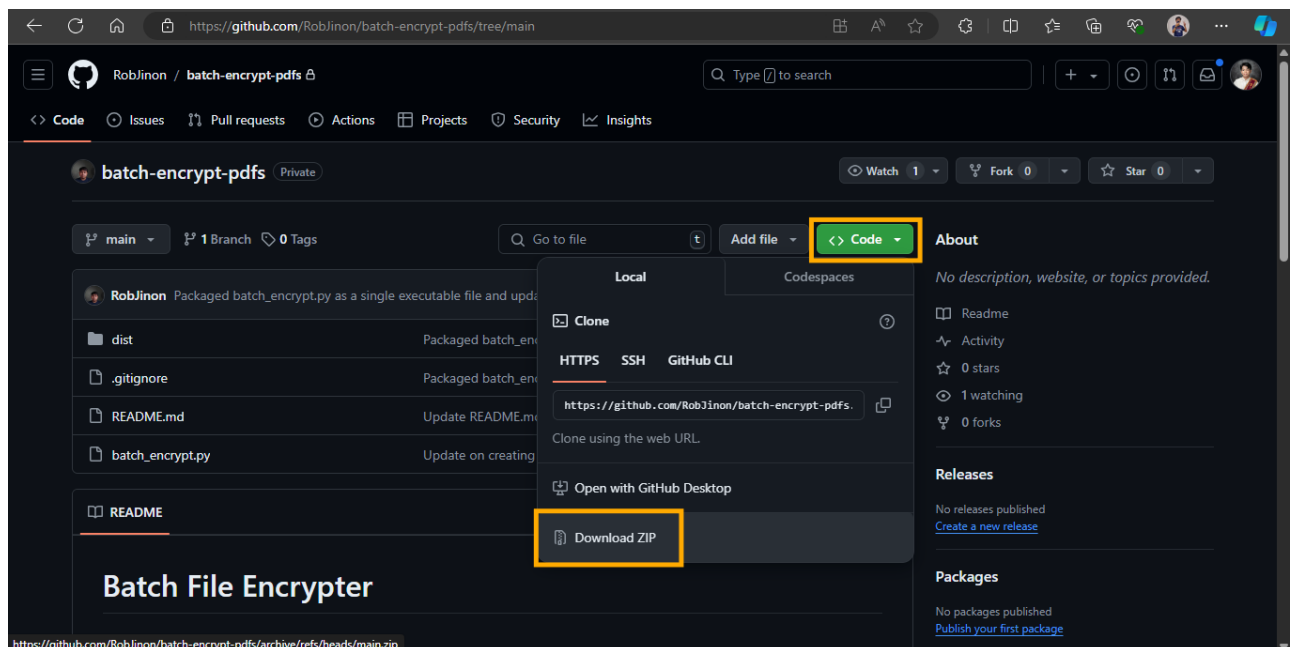 https://github.com/RobJinon/batch-encrypt-pdfs/tree/main
RobJinon / batch-encrypt-pdfs
Type / to search
Code Issues Pull requests Actions Projects Security Insights
batch-encrypt-pdfs Private
Watch 1 Fork 0 Star 0
main 1 Branch 0 Tags
Go to file t Add file Code
RobJinon Packaged batch_encrypt.py as a single executable file and upda
dist Packaged batch_en
.gitignore Packaged batch_en
README.md Update README.m
batch_encrypt.py Update on creating
README
Batch File Encrypter
Local Codespaces
Clone
HTTPS SSH GitHub CLI
https://github.com/RobJinon/batch-encrypt-pdfs.
Clone using the web URL.
Open with GitHub Desktop
Download ZIP
About
No description, website, or topics provided.
Readme
Activity
0 stars
1 watching
0 forks
Releases
No releases published
Create a new release
Packages
No packages published
Publish your first package
https://github.com/RobJinon/batch-encrypt-pdfs/archive/refs/heads/main.zip